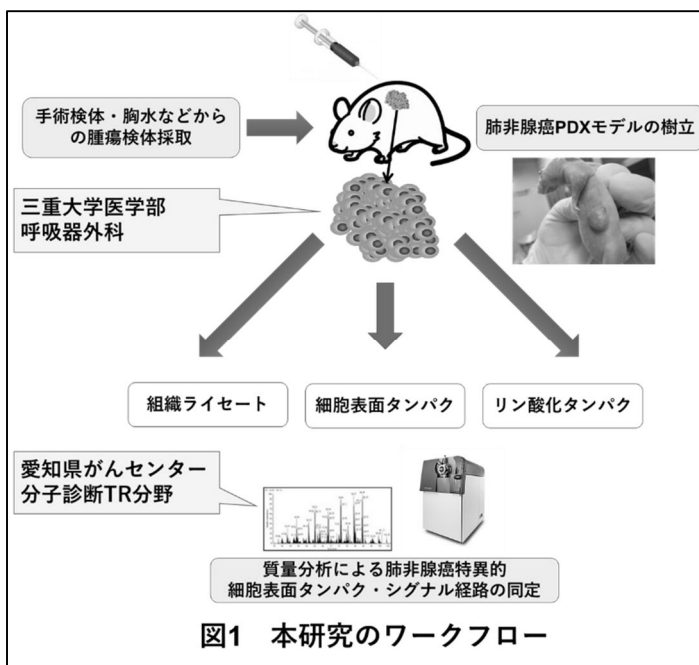 手術検体・胸水などから
の腫瘍検体採取
肺非腺癌PDXモデルの樹立
三重大学医学部
呼吸器外科
組織ライセート
細胞表面タンパク
リン酸化タンパク
愛知県がんセンター
分子診断TR分野
質量分析による肺非腺癌特異的
細胞表面タンパク・シグナル経路の同定
図1 本研究のワークフロー